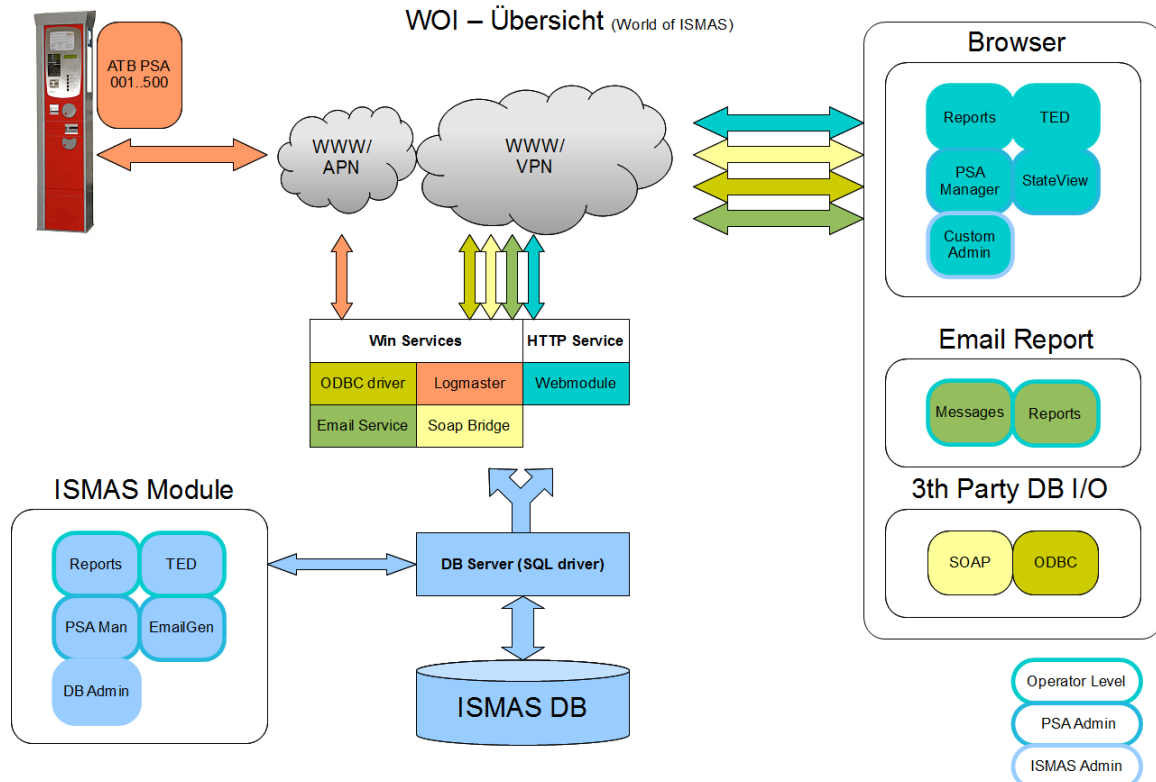 WOI – Übersicht (World of ISMAS)
ATB PSA
001..500
WWW/
APN
WWW/
VPN
Browser
Reports
TED
PSA
Manager
StateView
Custom
Admin
Win Services
HTTP Service
ODBC driver
Logmaster
Webmodule
Email Service
Soap Bridge
Email Report
Messages
Reports
3th Party DB I/O
SOAP
ODBC
ISMAS Module
Reports
TED
PSA Man
EmailGen
DB Admin
DB Server (SQL driver)
ISMAS DB
Operator Level
PSA Admin
ISMAS Admin